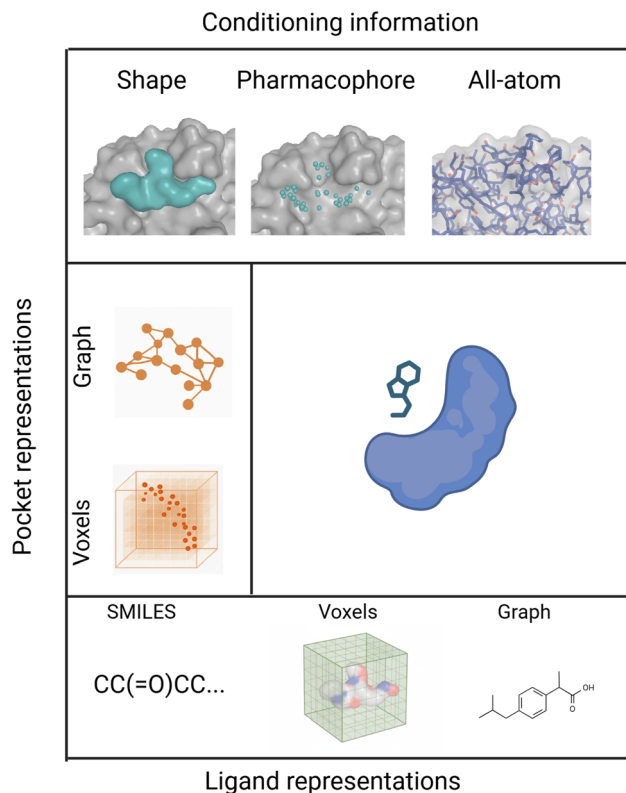 Conditioning information
Shape Pharmacophore All-atom
Pocket representations
Graph
Voxels
SMILES Voxels Graph
CC(=O)CC...
OH
O
Ligand representations